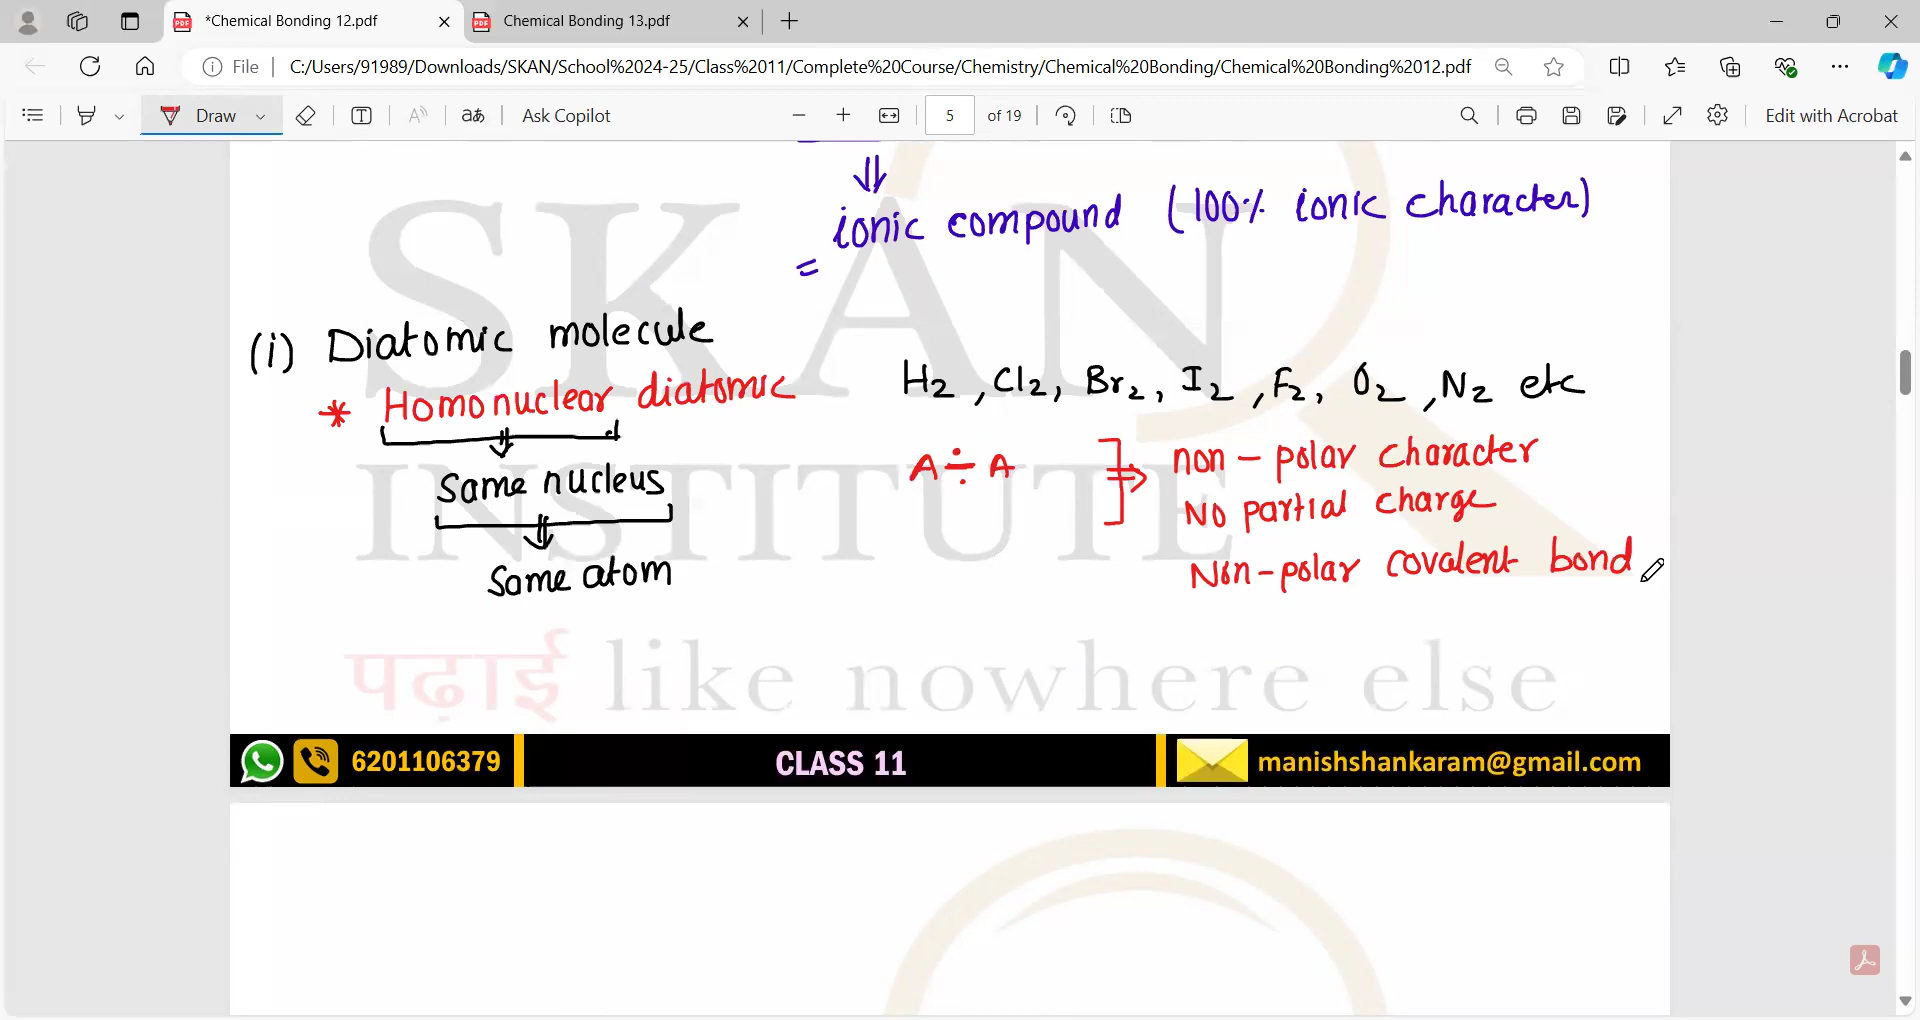 *Chemical Bonding 12.pdf
Chemical Bonding 13.pdf
File
C:/Users/91989/Downloads/SKAN/School%2024-25/Class%2011/Complete%20Course/Chemistry/Chemical%20Bonding/Chemical%20Bonding%2012.pdf
Draw
aあ
Ask Copilot
5 of 19
Edit with Acrobat
SKAN
INSTITUTE
पढ़ाई like nowhere else
ionic compound (100% ionic character)
=
(i) Diatomic molecule
* Homonuclear diatomic
Same nucleus
Same atom
H2, Cl2, Br2, I2, F2, O2, N2 etc
A ÷ A
non-polar character
No partial charge
Non-polar covalent bond
6201106379
CLASS 11
manishshankaram@gmail.com